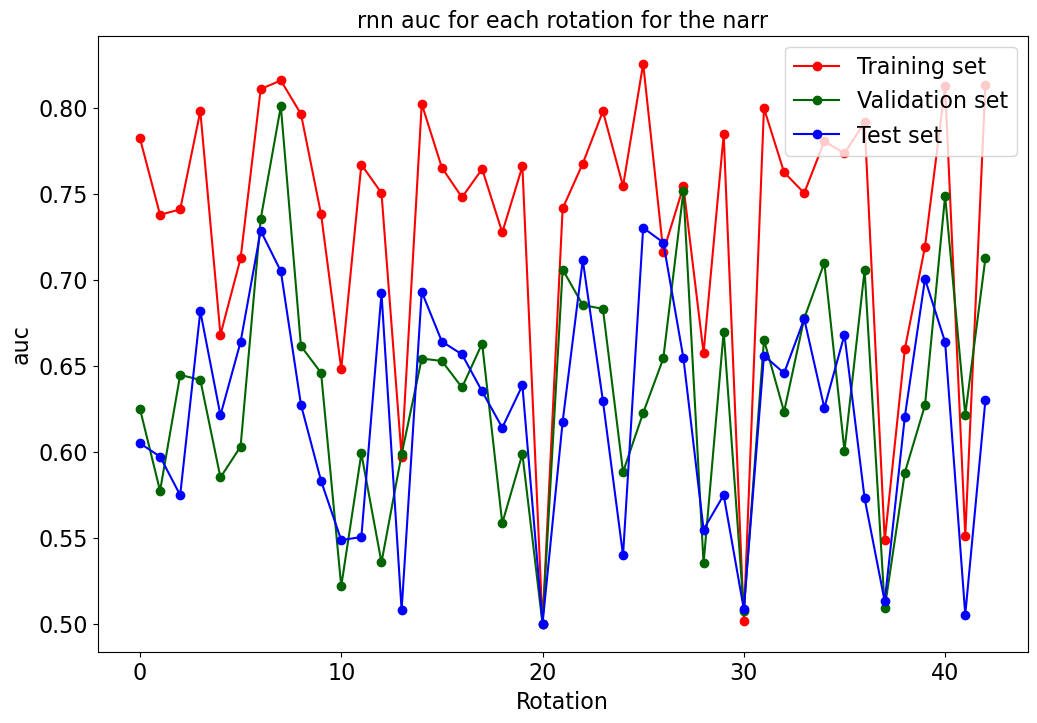 rnn auc for each rotation for the narr
Training set
Validation set
Test set
0.80
0.75
0.70
0.65
0.60
0.55
0.50
auc
0
10
20
30
40
Rotation